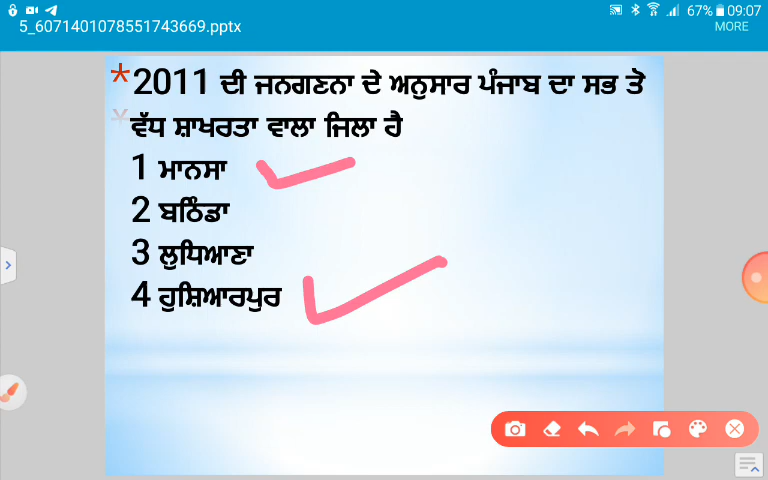 67% 09:07
5_6071401078551743669.pptx
MORE
*2011 ਦੀ ਜਨਗਣਨਾ ਦੇ ਅਨੁਸਾਰ ਪੰਜਾਬ ਦਾ ਸਭ ਤੋ
*ਵੱਧ ਸ਼ਾਖਰਤਾ ਵਾਲਾ ਜਿਲਾ ਹੈ
1 ਮਾਨਸਾ
2 ਬਠਿੰਡਾ
3 ਲੁਧਿਆਣਾ
4 ਹੁਸ਼ਿਆਰਪੁਰ